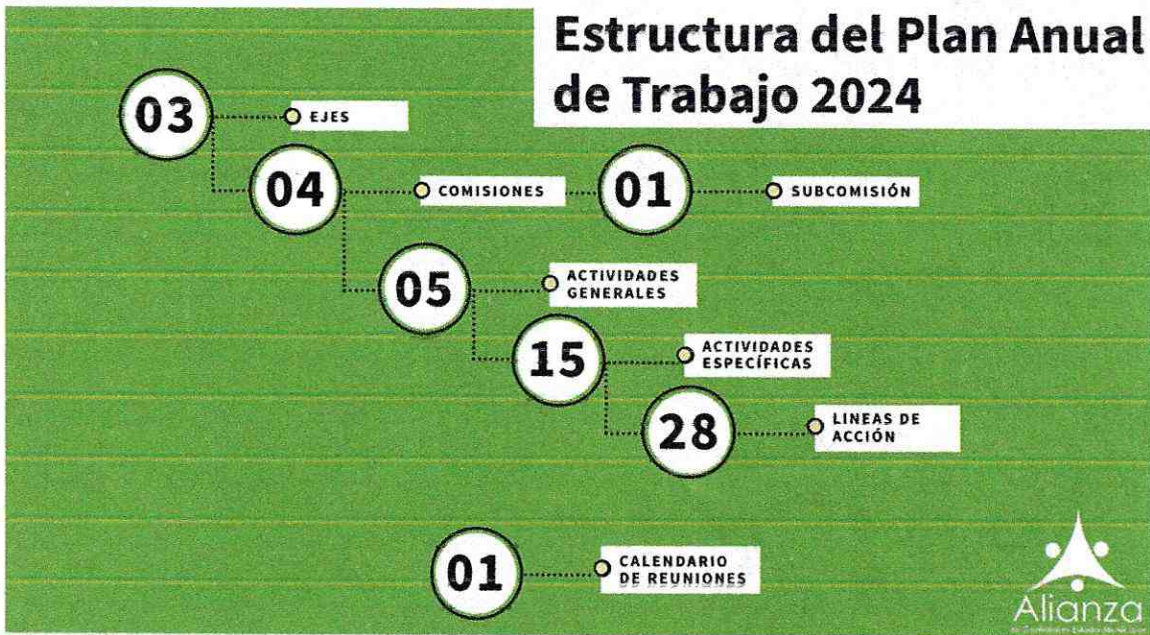 Estructura del Plan Anual
de Trabajo 2024
03
EJES
04
COMISIONES
01
SUBCOMISIÓN
05
ACTIVIDADES
GENERALES
15
ACTIVIDADES
ESPECÍFICAS
28
LINEAS DE
ACCIÓN
01
CALENDARIO
DE REUNIONES
Alianza